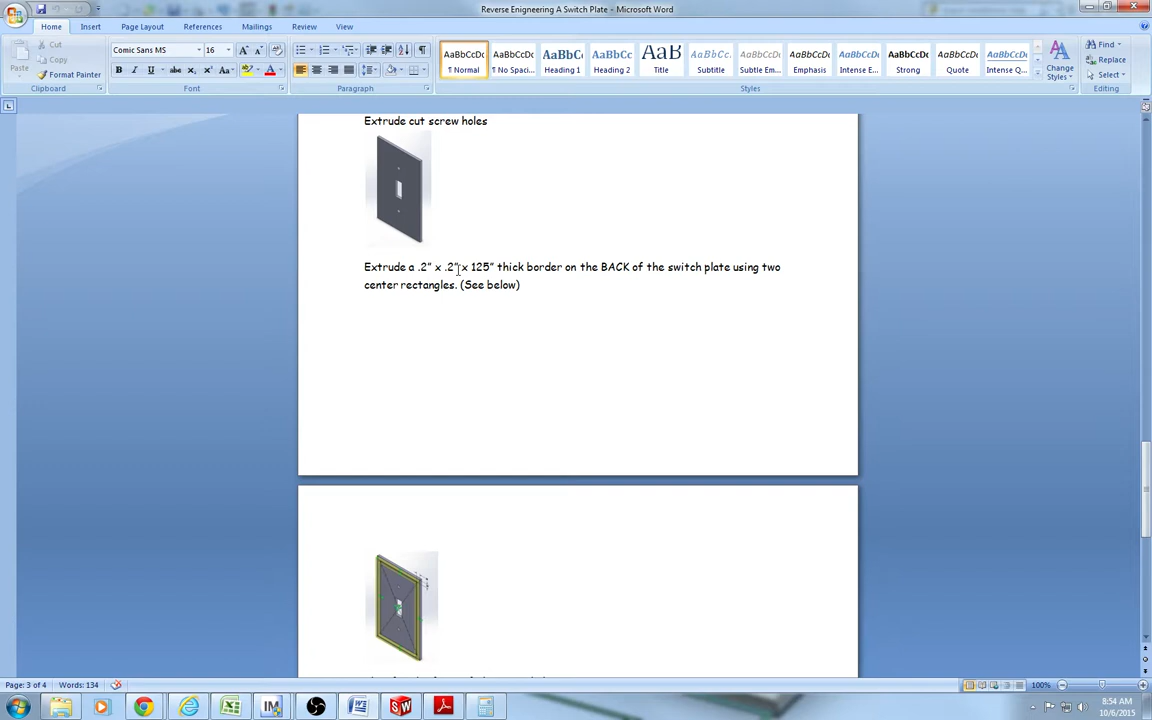 Reverse Enigneering A Switch Plate - Microsoft Word
Home Insert Page Layout References Mailings Review View
Cut
Copy
Format Painter
Paste
Clipboard
Comic Sans MS 16
Font
Paragraph
AaBbCcDc AaBbCcDc AaBbC AaBbCc AaB AaBbCc. AaBbCcDc AaBbCcDc AaBbCcDc AaBbCcDc AaBbCcDc AaBbCcDc
¶ Normal ¶ No Spaci... Heading 1 Heading 2 Title Subtitle Subtle Em... Emphasis Intense E... Strong Quote Intense Q...
Change Styles
Styles
Find
Replace
Select
Editing
Extrude cut screw holes
Extrude a .2” x .2” x 125” thick border on the BACK of the switch plate using two
center rectangles. (See below)
Page: 3 of 4 Words: 134
100%
8:54 AM
10/6/2015